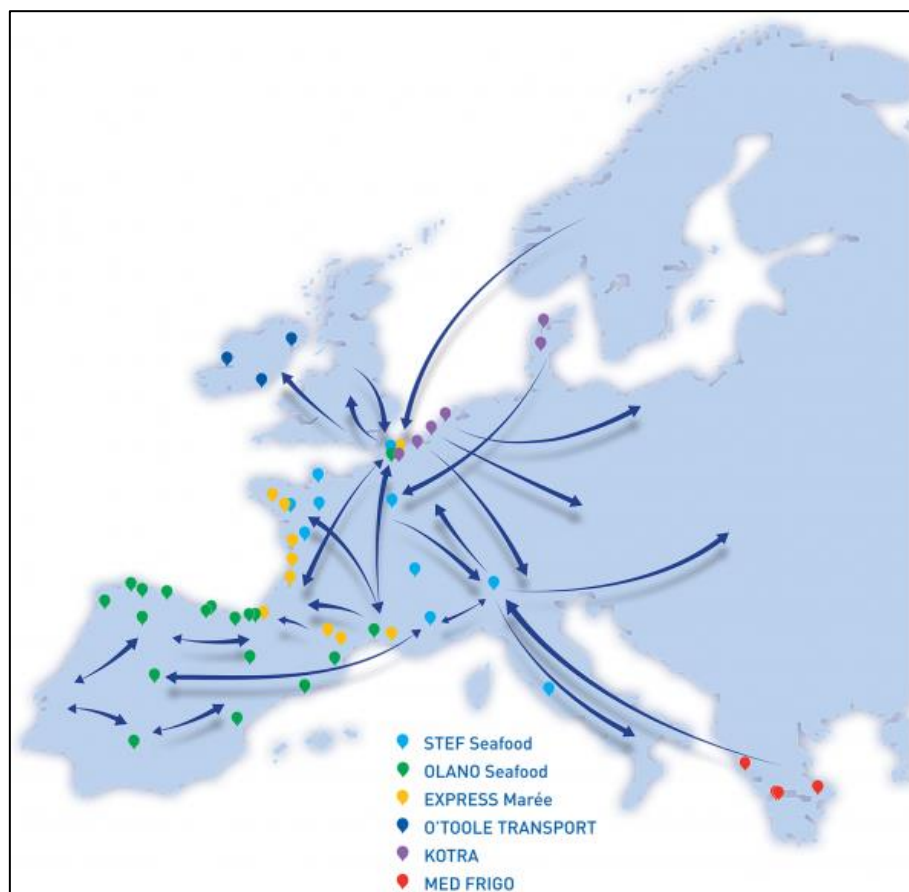 STEF Seafood
OLANO Seafood
EXPRESS Marée
O'TOOLE TRANSPORT
KOTRA
MED FRIGO